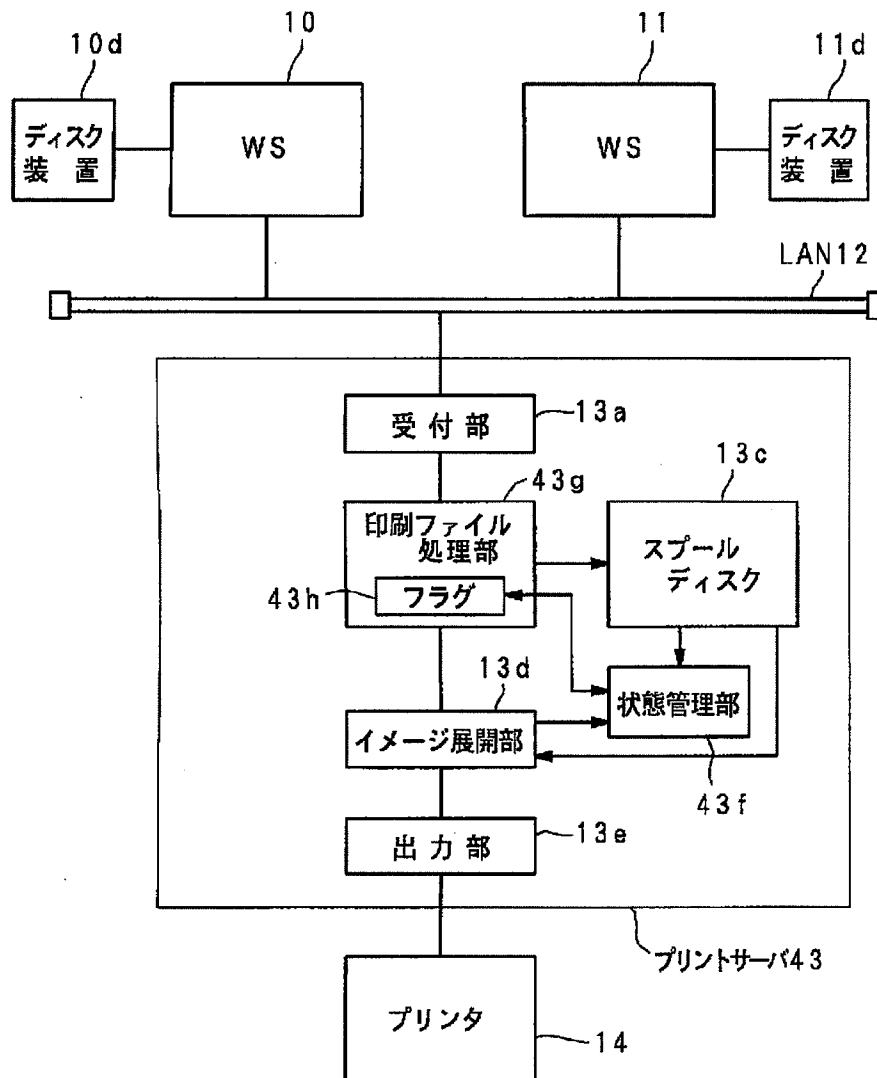 10d
10
11
11d
ディスク
装置
WS
WS
ディスク
装置
LAN12
受付部
13a
43g
13c
印刷ファイル
処理部
スプール
ディスク
43h
フラグ
13d
状態管理部
イメージ展開部
43f
出力部
13e
プリントサーバ43
プリンタ
14